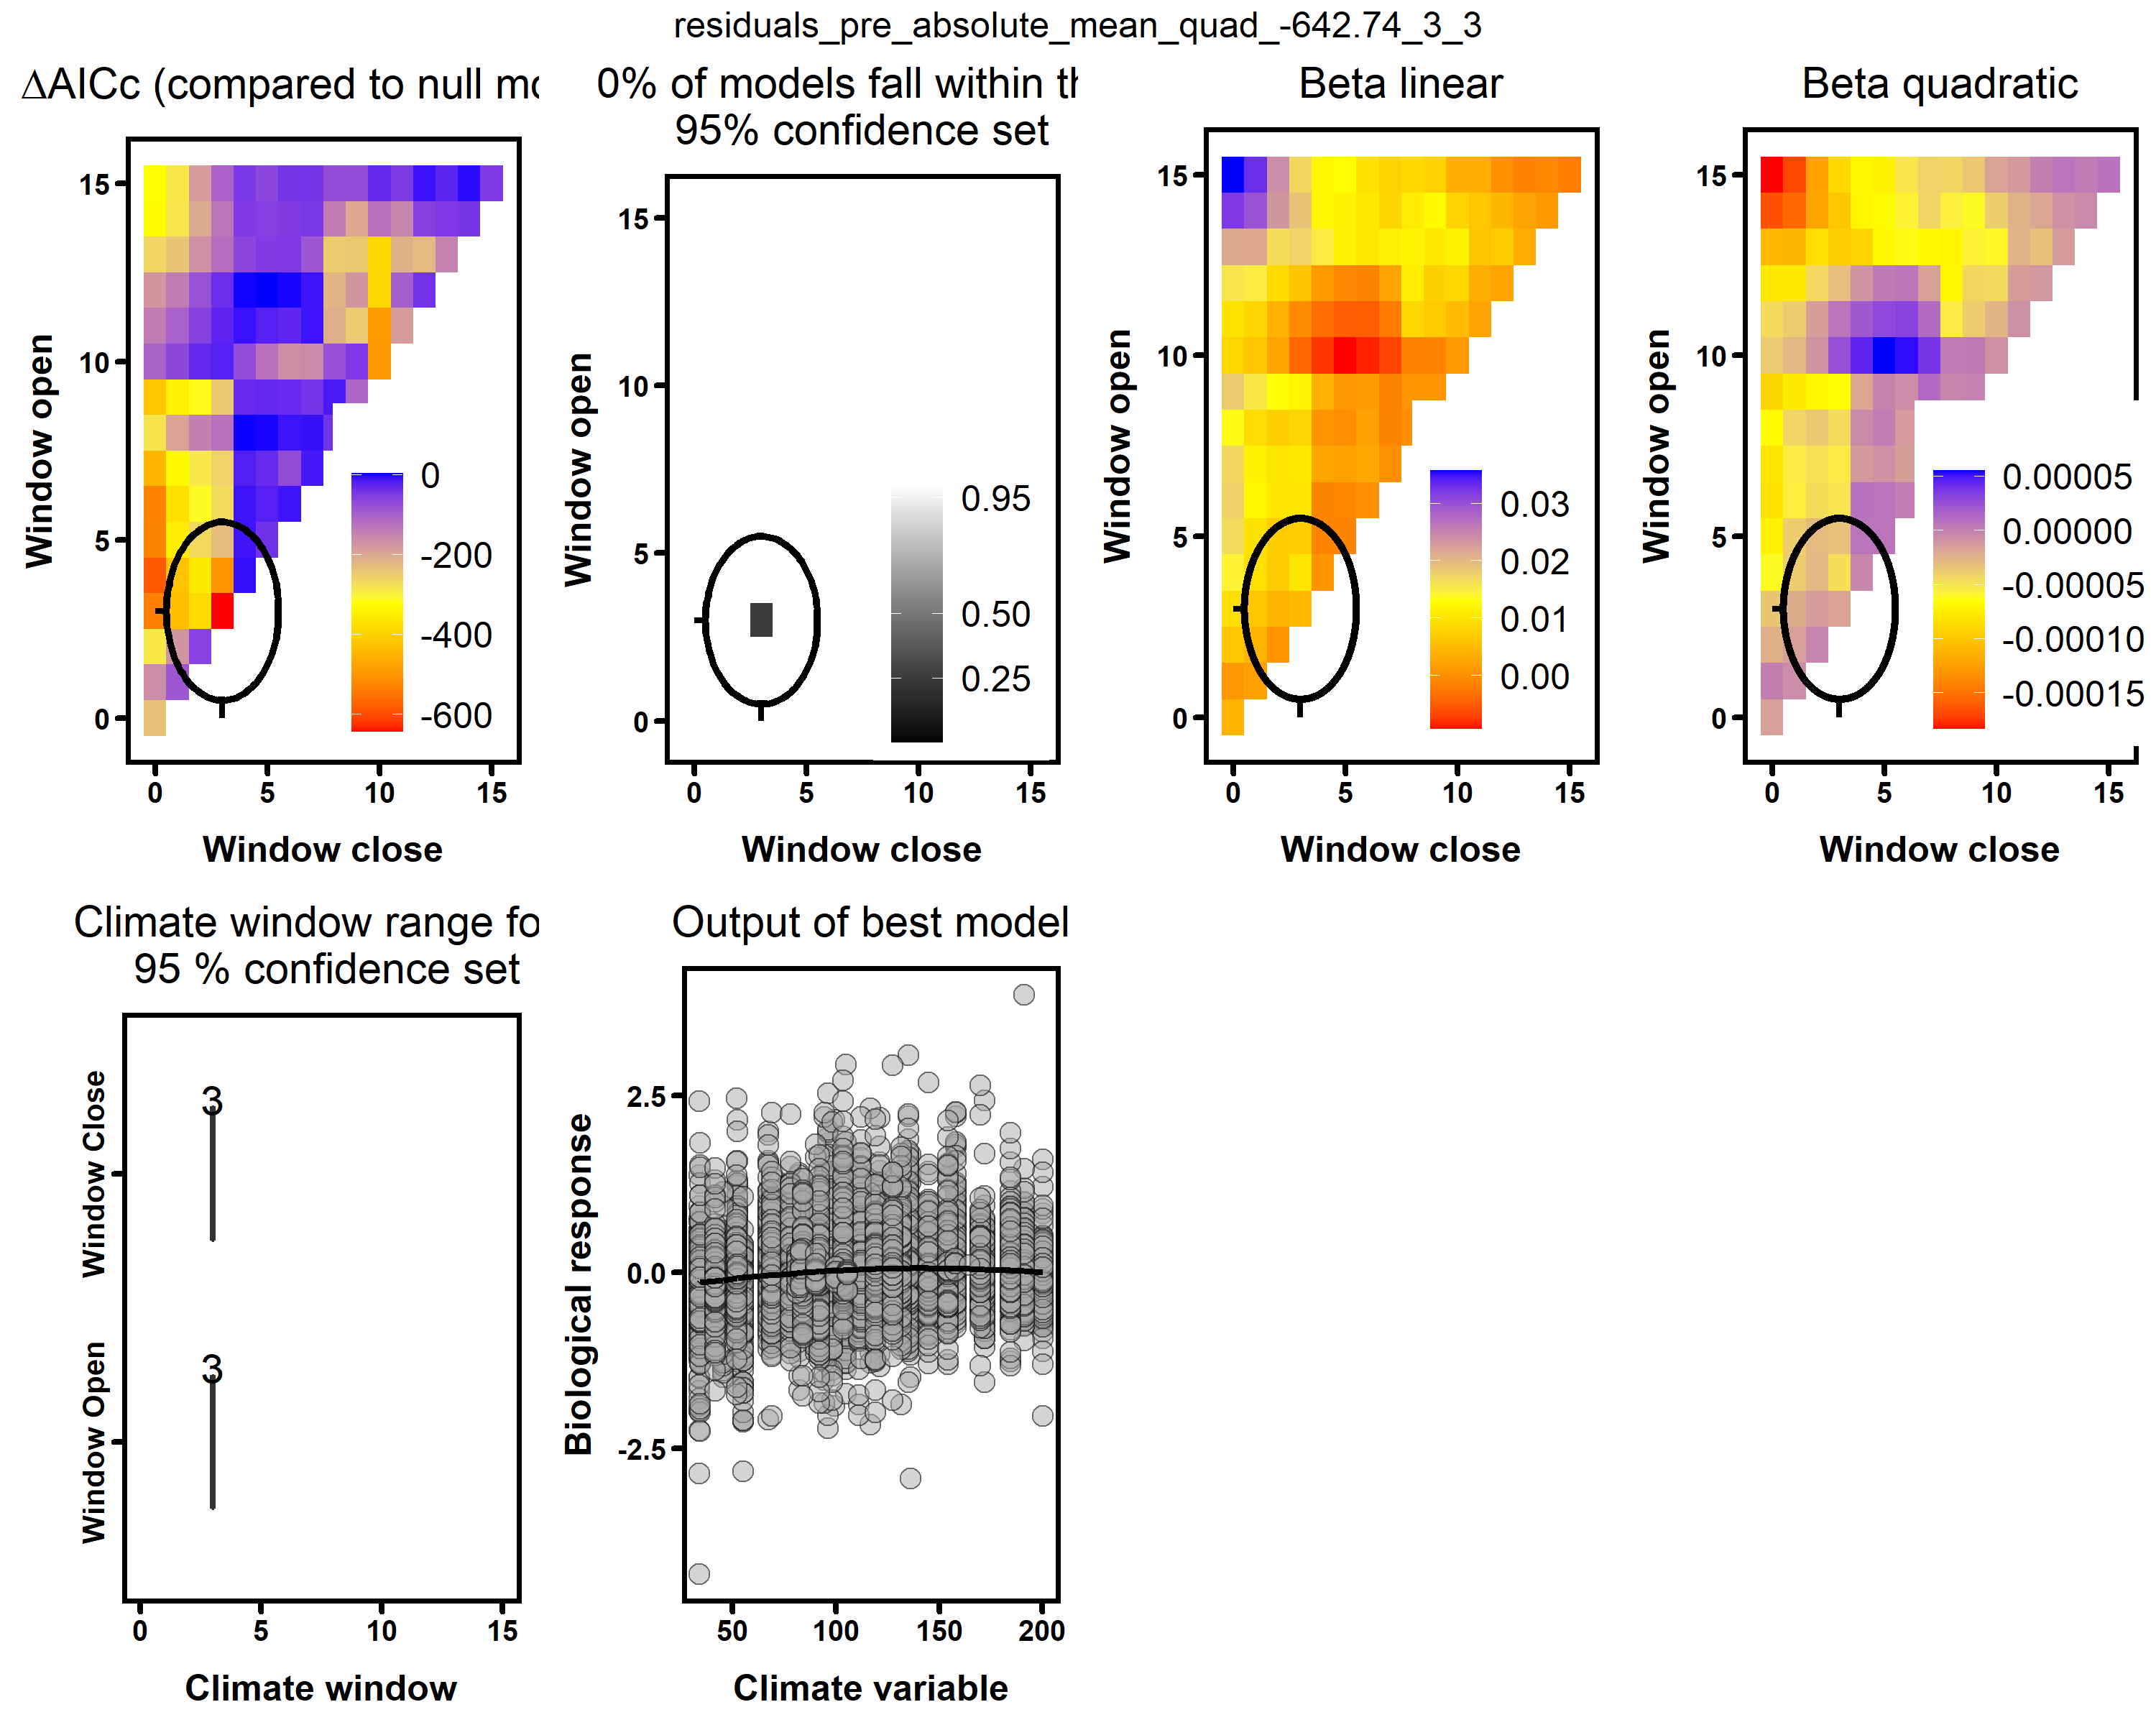 residuals_pre_absolute_mean_quad_-642.74_3_3
ΔAICc (compared to null mo
15
10
5
0
0
-200
-400
-600
0 5 10 15
Window open
Window close
0% of models fall within th
95% confidence set
15
10
5
0
0.95
0.50
0.25
0 5 10 15
Window open
Window close
Beta linear
15
10
5
0
0.03
0.02
0.01
0.00
0 5 10 15
Window open
Window close
Beta quadratic
15
10
5
0
0.00005
0.00000
-0.00005
-0.00010
-0.00015
0 5 10 15
Window open
Window close
Climate window range fo
95 % confidence set
Window Close
3
Window Open
3
0 5 10 15
Climate window
Output of best model
2.5
0.0
-2.5
Biological response
50 100 150 200
Climate variable